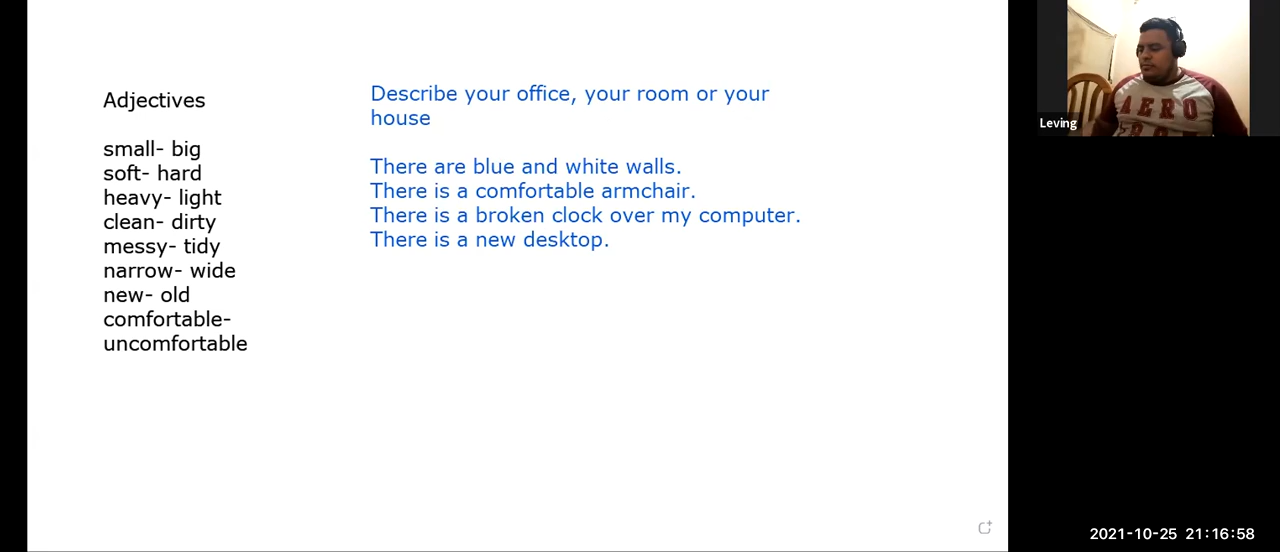 Adjectives
small- big
soft- hard
heavy- light
clean- dirty
messy- tidy
narrow- wide
new- old
comfortable-
uncomfortable
Describe your office, your room or your
house
There are blue and white walls.
There is a comfortable armchair.
There is a broken clock over my computer.
There is a new desktop.
AERO
Leving
2021-10-25 21:16:58